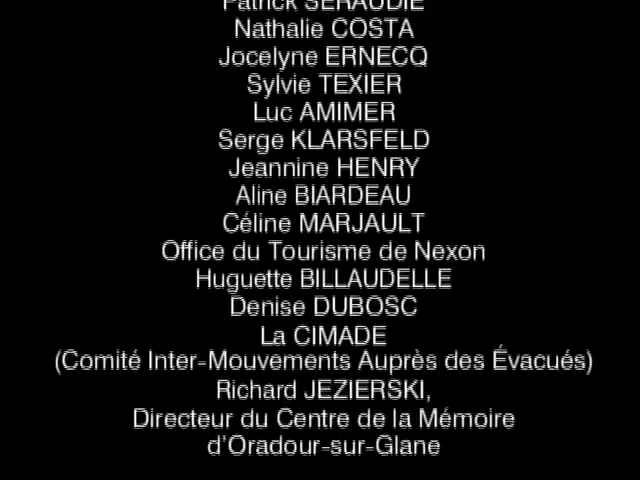 Patrick SERAUDIE
Nathalie COSTA
Jocelyne ERNECQ
Sylvie TEXIER
Luc AMIMER
Serge KLARSFELD
Jeannine HENRY
Aline BIARDEAU
Céline MARJAULT
Office du Tourisme de Nexon
Huguette BILLAUDELLE
Denise DUBOSC
La CIMADE
(Comité Inter-Mouvements Auprès des Évacués)
Richard JEZIERSKI,
Directeur du Centre de la Mémoire
d'Oradour-sur-Glane